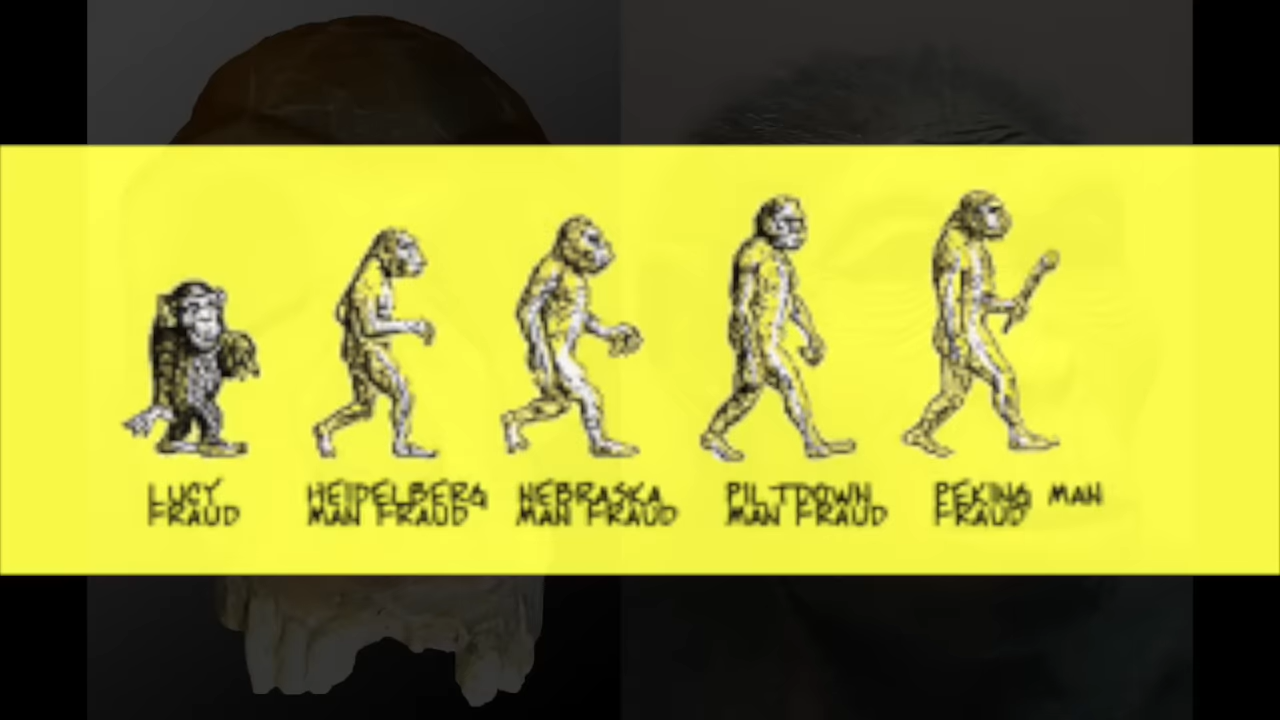 LUCY
FRAUD
HEIDELBERG
MAN FRAUD
NEBRASKA
MAN FRAUD
PILTDOWN
MAN FRAUD
PEKING MAN
FRAUD